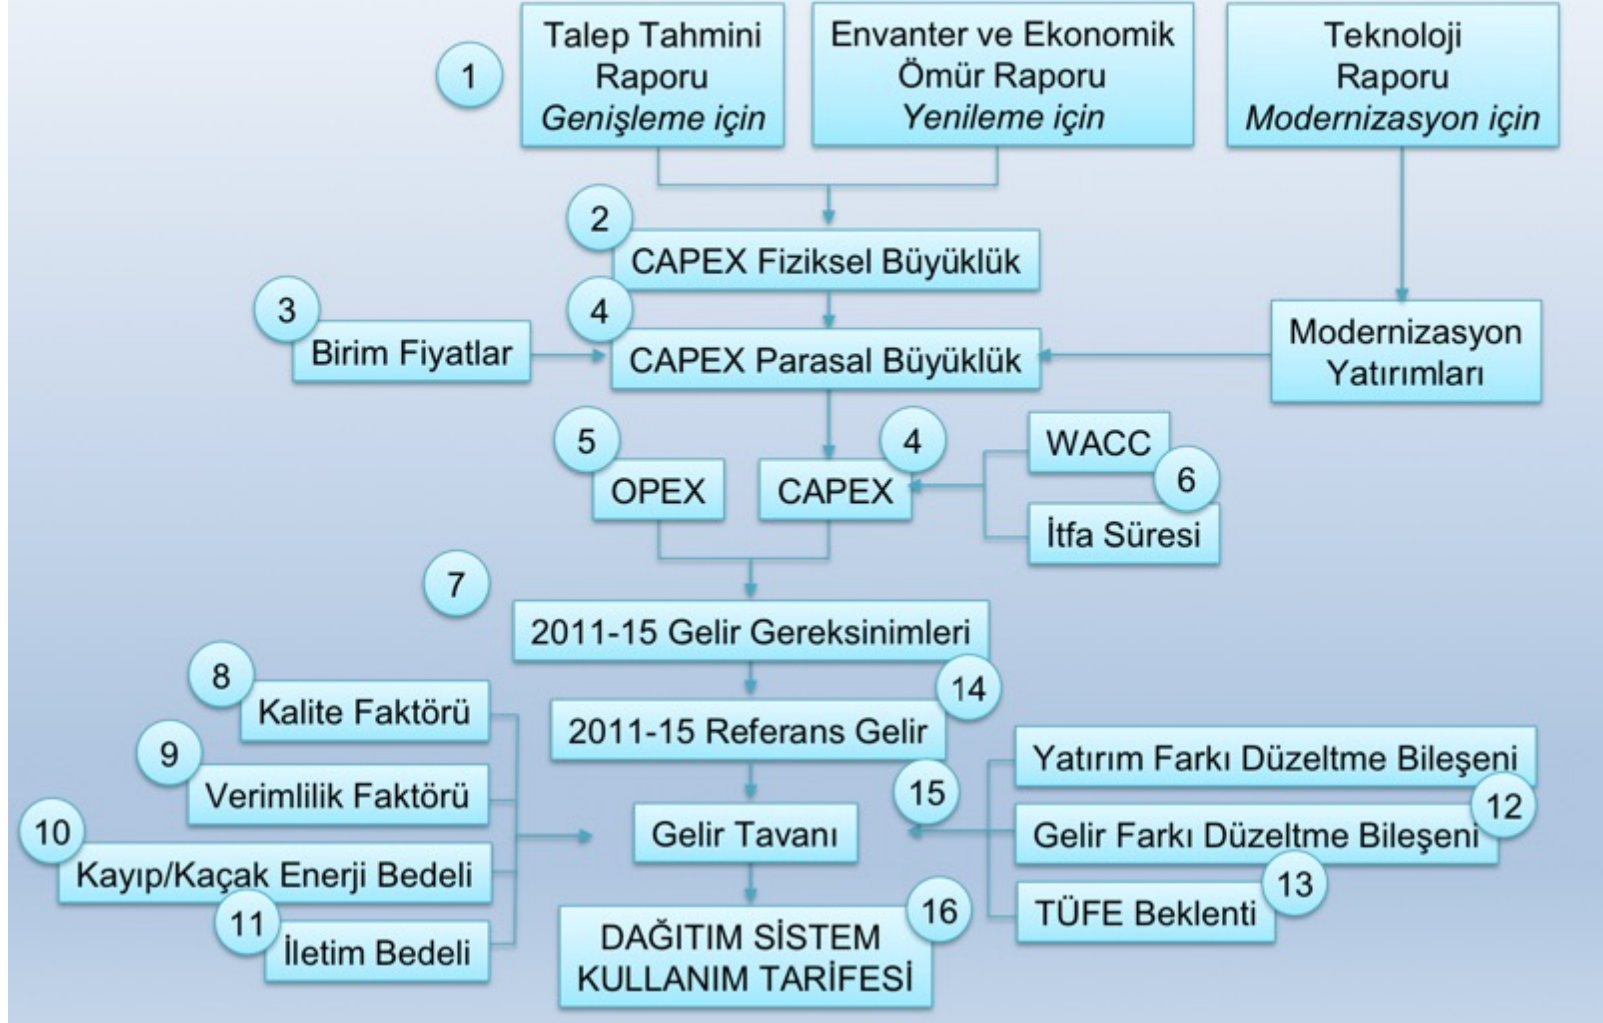 1
Talep Tahmini
Raporu
Genişleme için
Envanter ve Ekonomik
Ömür Raporu
Yenileme için
Teknoloji
Raporu
Modernizasyon için
2
CAPEX Fiziksel Büyüklük
3
Birim Fiyatlar
4
CAPEX Parasal Büyüklük
Modernizasyon
Yatırımları
5
OPEX
4
CAPEX
WACC
6
İtfa Süresi
7
2011-15 Gelir Gereksinimleri
8
Kalite Faktörü
14
2011-15 Referans Gelir
9
Verimlilik Faktörü
Yatırım Farkı Düzeltme Bileşeni
15
Gelir Tavanı
12
Gelir Farkı Düzeltme Bileşeni
10
Kayıp/Kaçak Enerji Bedeli
13
TÜFE Beklenti
11
İletim Bedeli
16
DAĞITIM SİSTEM
KULLANIM TARİFESİ